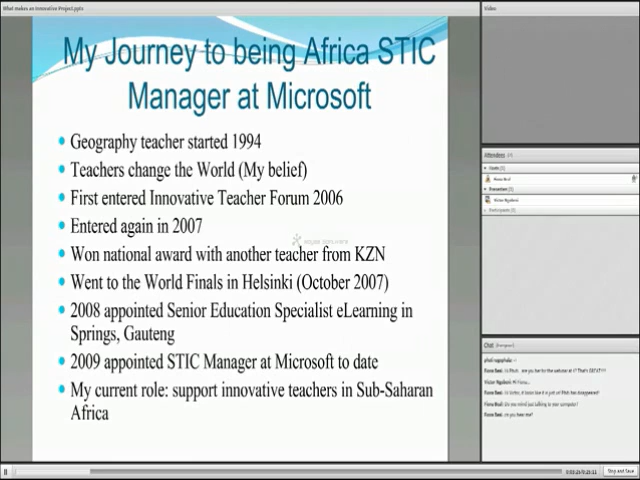 What makes an Innovative Project.pptx
My Journey to being Africa STIC
Manager at Microsoft
Geography teacher started 1994
Teachers change the World (My belief)
First entered Innovative Teacher Forum 2006
Entered again in 2007
Won national award with another teacher from KZN
Went to the World Finals in Helsinki (October 2007)
2008 appointed Senior Education Specialist eLearning in
Springs, Gauteng
2009 appointed STIC Manager at Microsoft to date
My current role: support innovative teachers in Sub-Saharan
Africa
Video
Attendees
Chat
Stop and Save